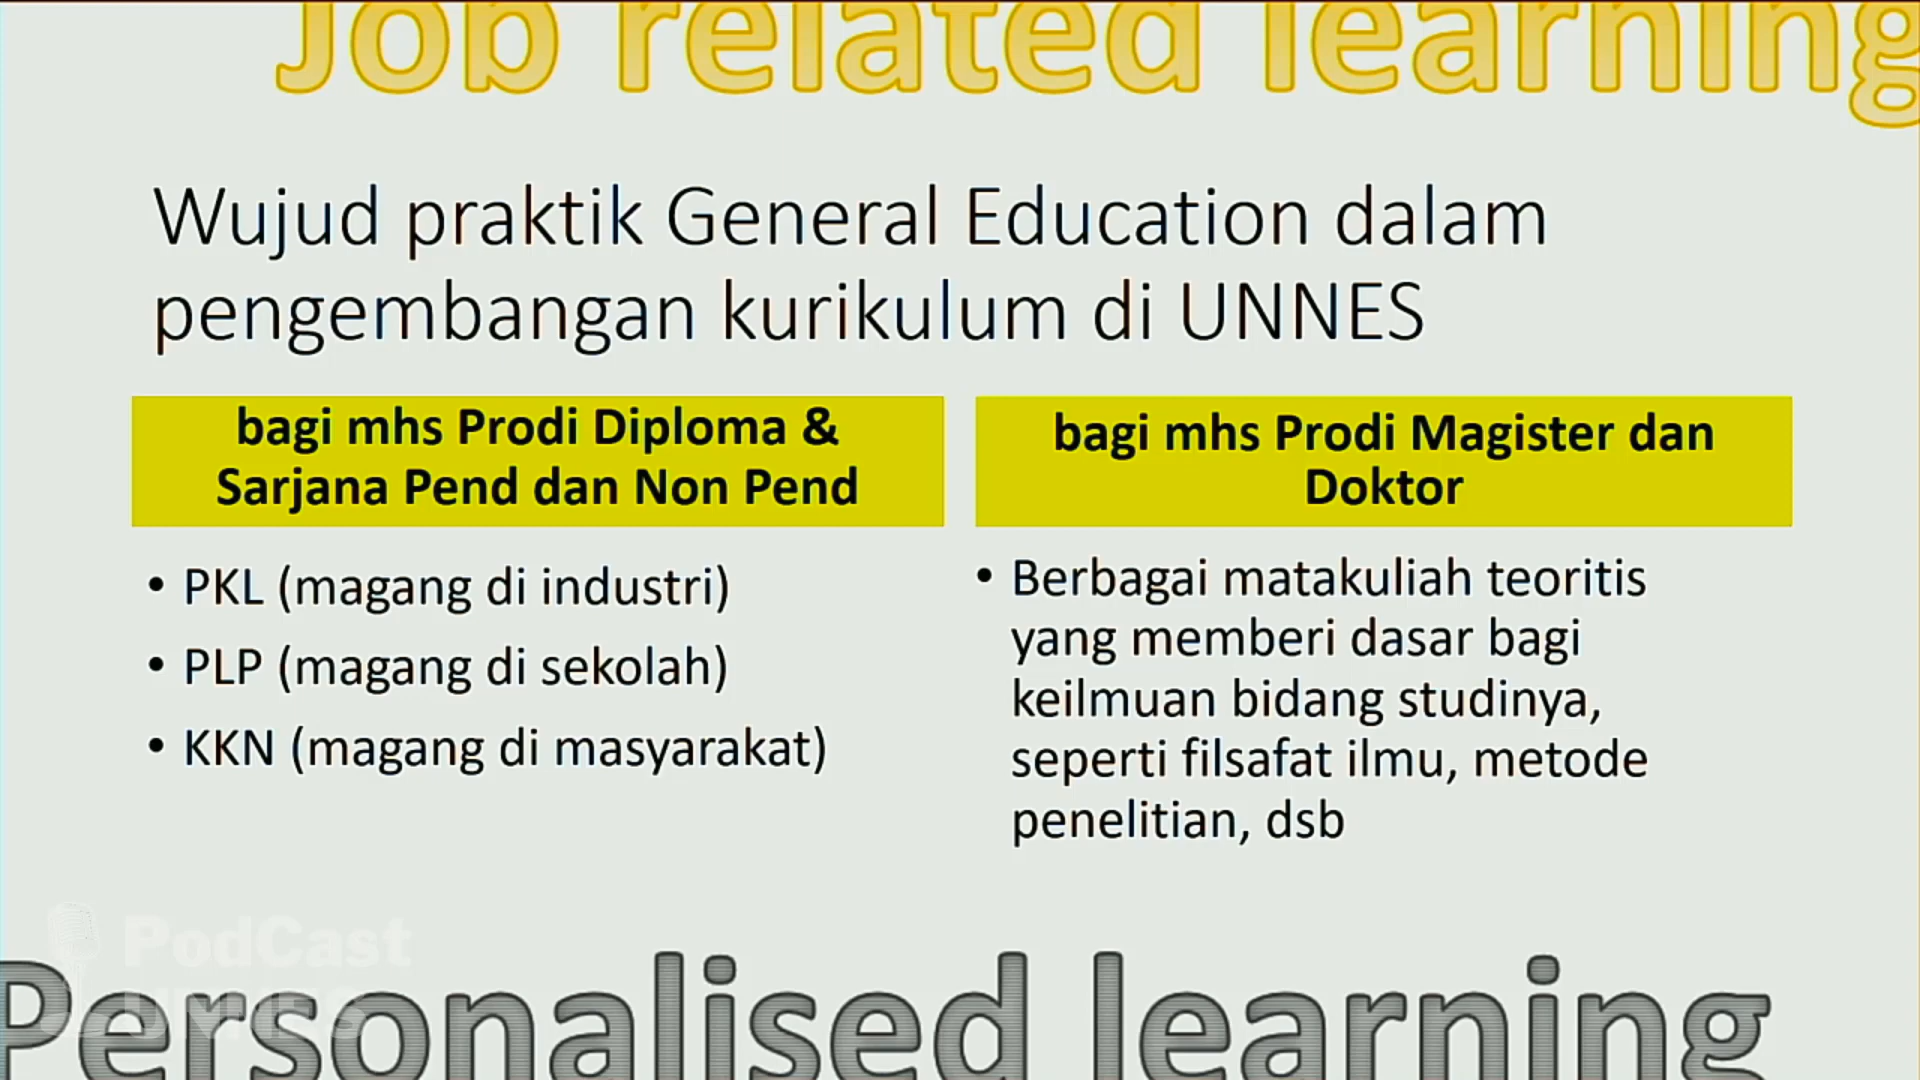 Job related learning
Wujud praktik General Education dalam
pengembangan kurikulum di UNNES
bagi mhs Prodi Diploma &
Sarjana Pend dan Non Pend
• PKL (magang di industri)
• PLP (magang di sekolah)
• KKN (magang di masyarakat)
bagi mhs Prodi Magister dan
Doktor
• Berbagai matakuliah teoritis
yang memberi dasar bagi
keilmuan bidang studinya,
seperti filsafat ilmu, metode
penelitian, dsb
PodCast
UNNES
Personalised learning